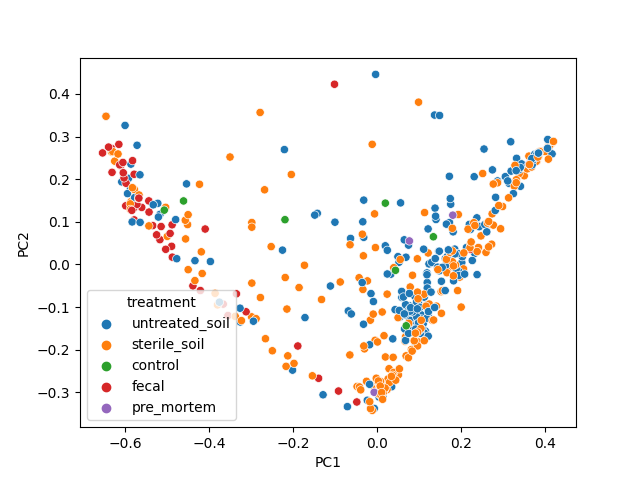 0.4
0.3
0.2
0.1
0.0
−0.1
−0.2
−0.3
PC2
treatment
untreated_soil
sterile_soil
control
fecal
pre_mortem
−0.6
−0.4
−0.2
0.0
0.2
0.4
PC1